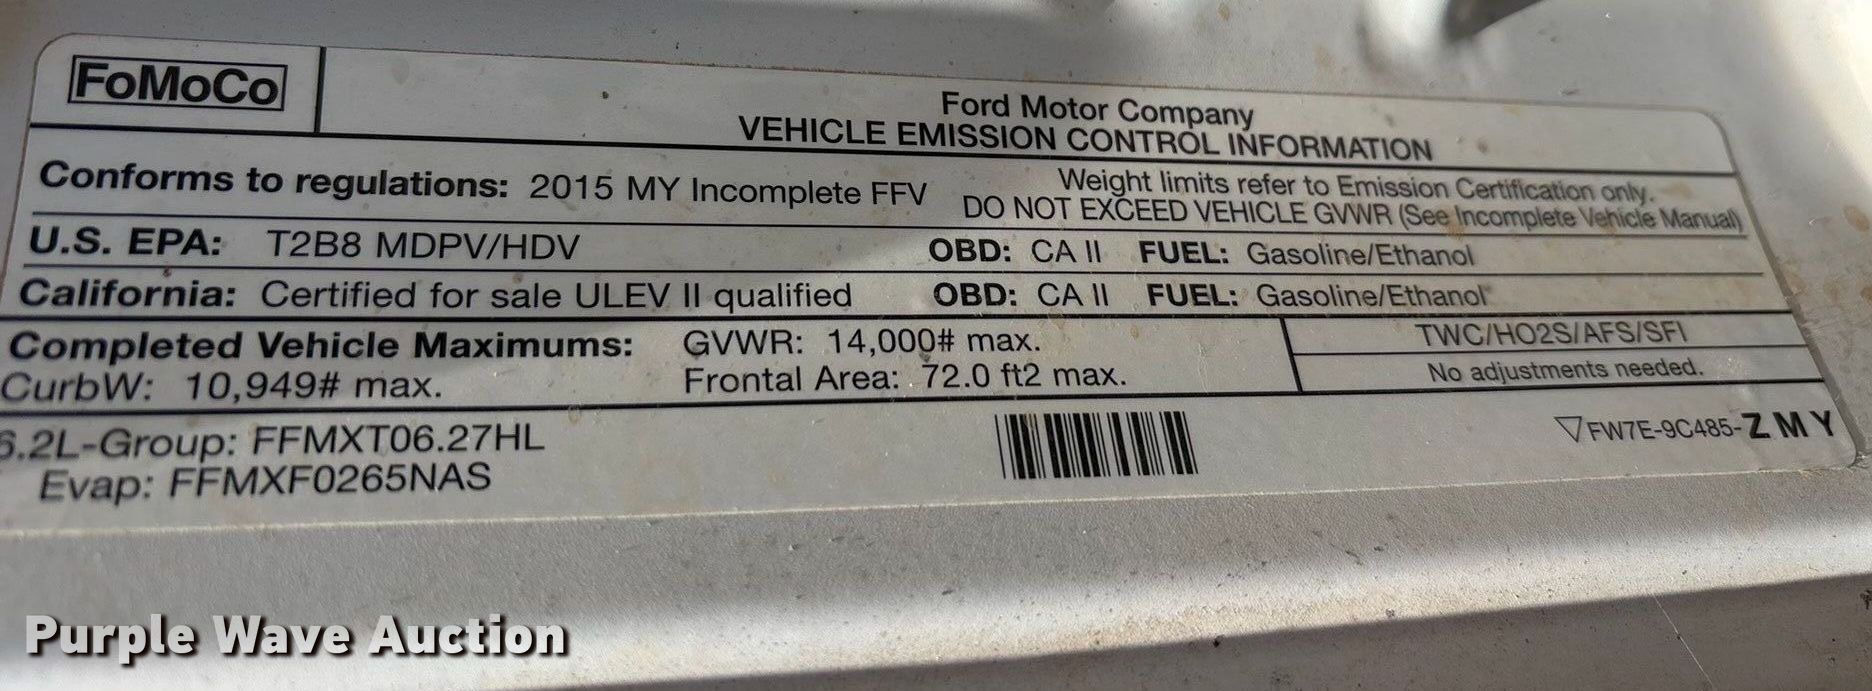 FoMoCo
Ford Motor Company
VEHICLE EMISSION CONTROL INFORMATION
Conforms to regulations: 2015 MY Incomplete FFV
Weight limits refer to Emission Certification only.
DO NOT EXCEED VEHICLE GVWR (See Incomplete Vehicle Manual)
U.S. EPA: T2B8 MDPV/HDV OBD: CA II FUEL: Gasoline/Ethanol
California: Certified for sale ULEV II qualified OBD: CA II FUEL: Gasoline/Ethanol
Completed Vehicle Maximums: GVWR: 14,000# max. TWC/HO2S/AFS/SFI
CurbW: 10,949# max. Frontal Area: 72.0 ft2 max. No adjustments needed.
6.2L-Group: FFMXT06.27HL
Evap: FFMXF0265NAS
FW7E-9C485-ZMY
Purple Wave Auction